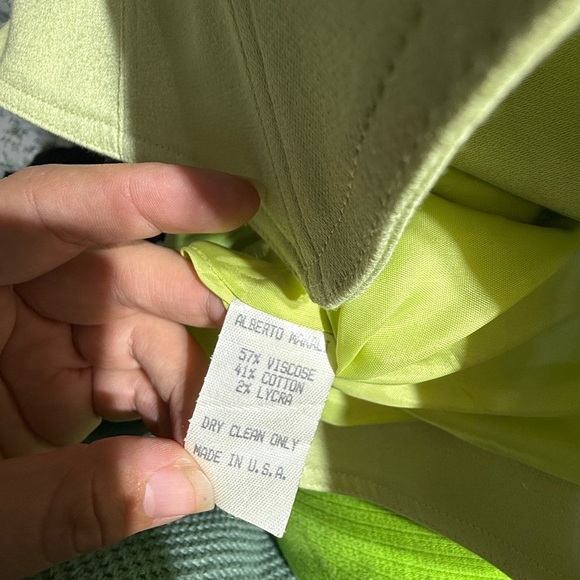 ALBERTO MAKALI
57% VISCOSE
41% COTTON
2% LYCRA
DRY CLEAN ONLY
MADE IN U.S.A.